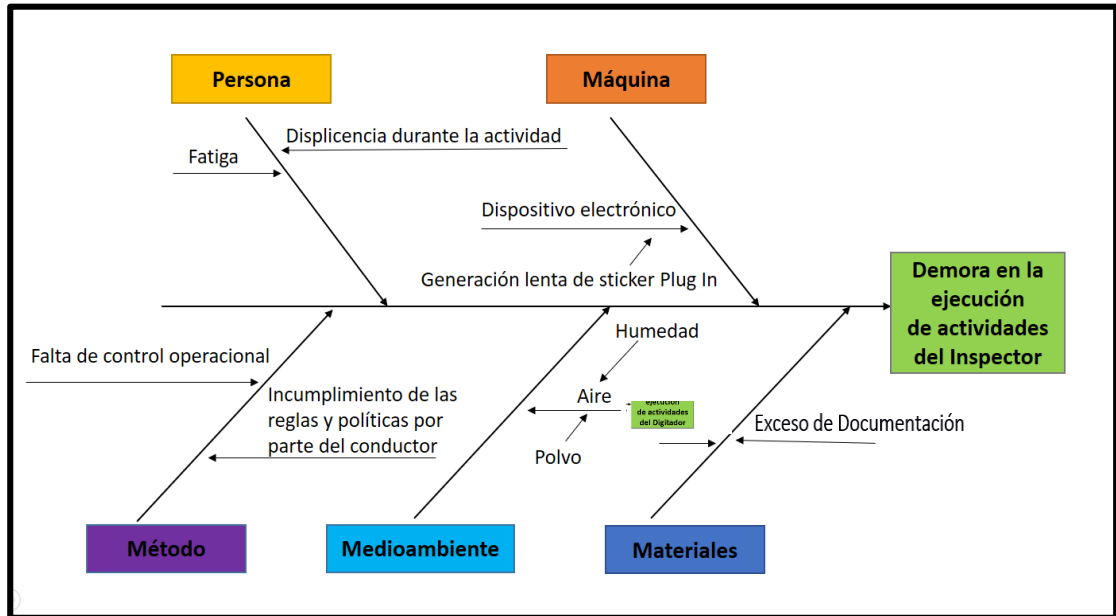 Persona
Máquina
Displicencia durante la actividad
Fatiga
Dispositivo electrónico
Generación lenta de sticker Plug In
Demora en la
ejecución
de actividades
del Inspector
Humedad
Falta de control operacional
Incumplimiento de las
reglas y políticas por
parte del conductor
Aire
ejecución
de actividades
del Digitador
Exceso de Documentación
Polvo
Método
Medioambiente
Materiales